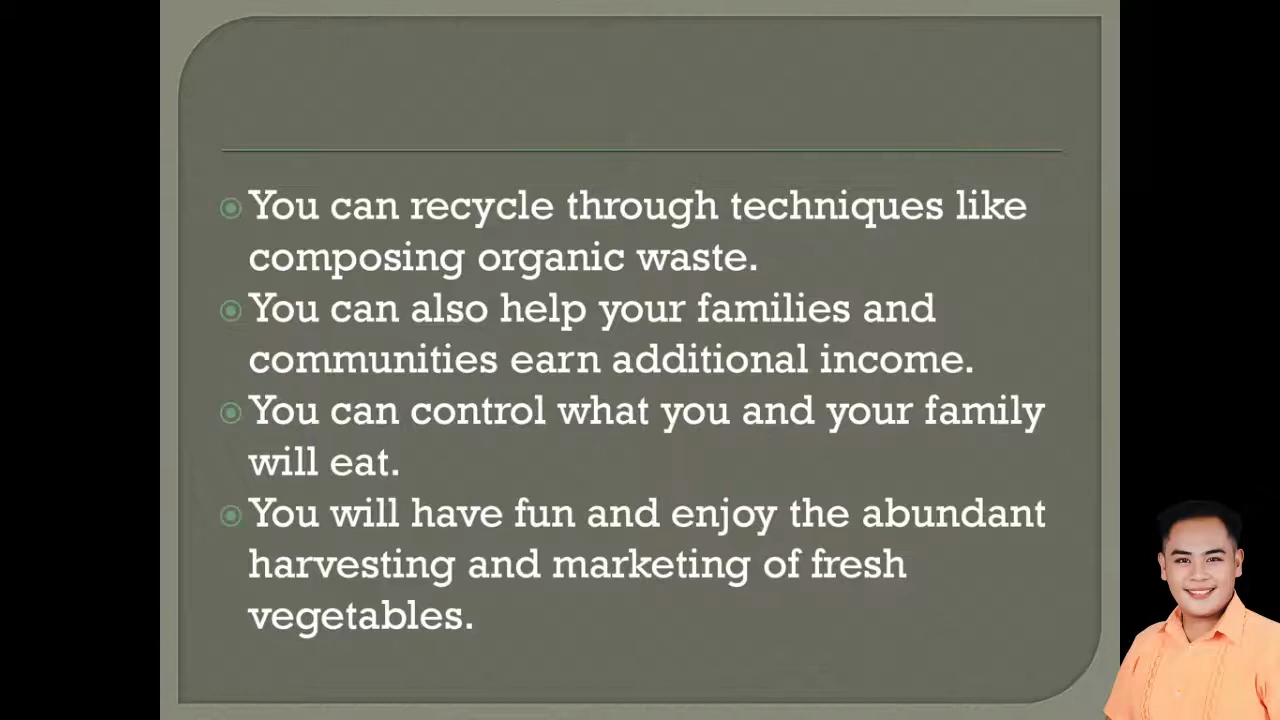 You can recycle through techniques like
composing organic waste.
You can also help your families and
communities earn additional income.
You can control what you and your family
will eat.
You will have fun and enjoy the abundant
harvesting and marketing of fresh
vegetables.